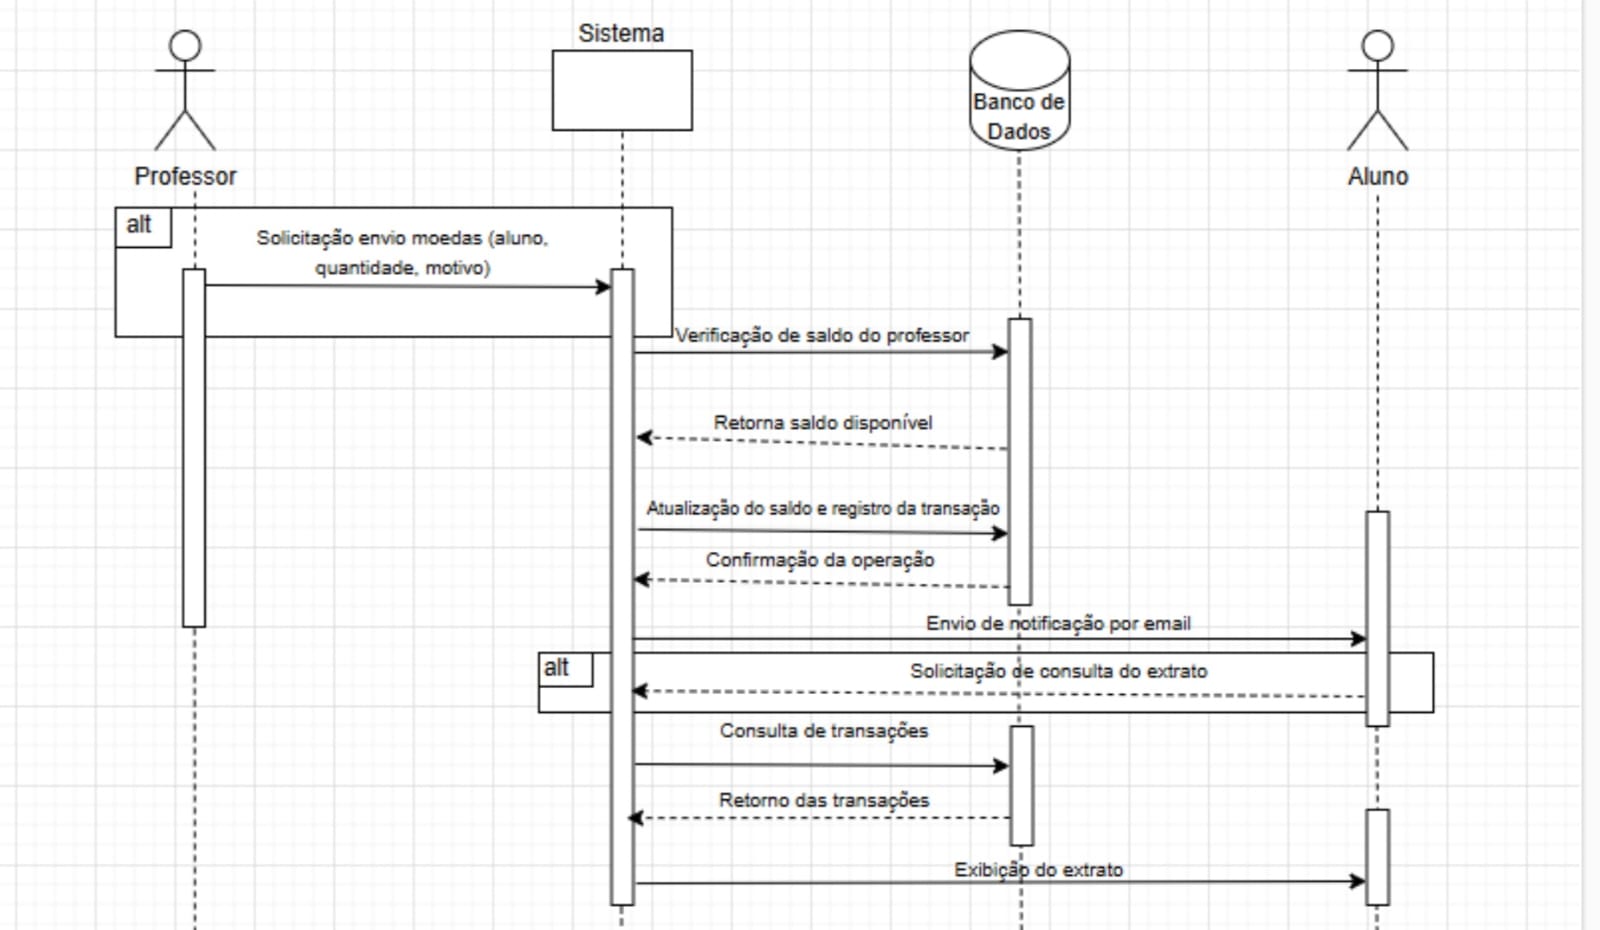 Sistema
Banco de
Dados
Professor
Aluno
alt
Solicitação envio moedas (aluno,
quantidade, motivo)
Verificação de saldo do professor
Retorna saldo disponível
Atualização do saldo e registro da transação
Confirmação da operação
Envio de notificação por email
alt
Solicitação de consulta do extrato
Consulta de transações
Retorno das transações
Exibição do extrato